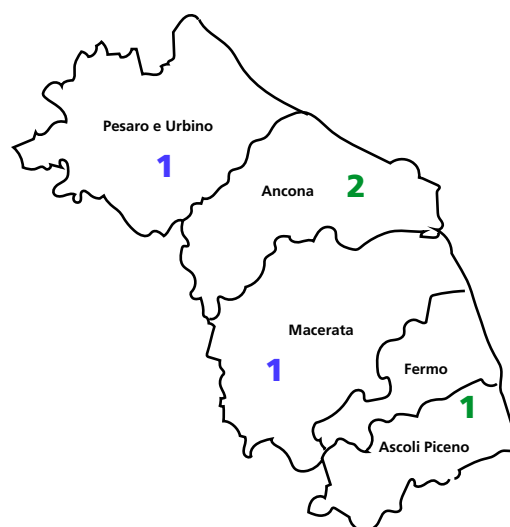 Pesaro e Urbino
1
Ancona 2
Macerata
1
Fermo
1
Ascoli Piceno